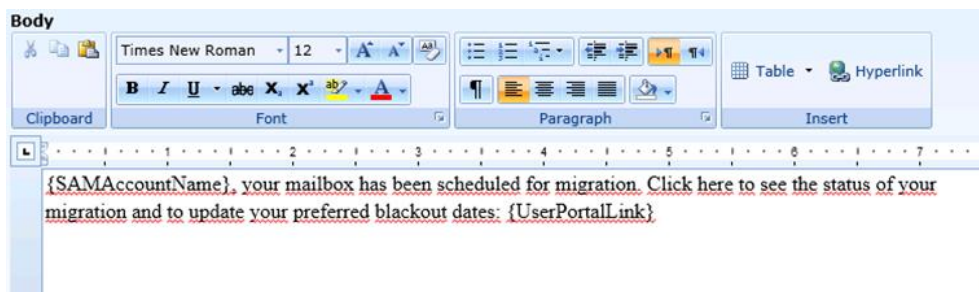 Body
Times New Roman 12 A A Ab
B I U abe X, X² ab A
Table Hyperlink
Clipboard Font Paragraph Insert
1 2 3 4 5 6 7
{SAMAccountName}, your mailbox has been scheduled for migration. Click here to see the status of your
migration and to update your preferred blackout dates: {UserPortalLink}